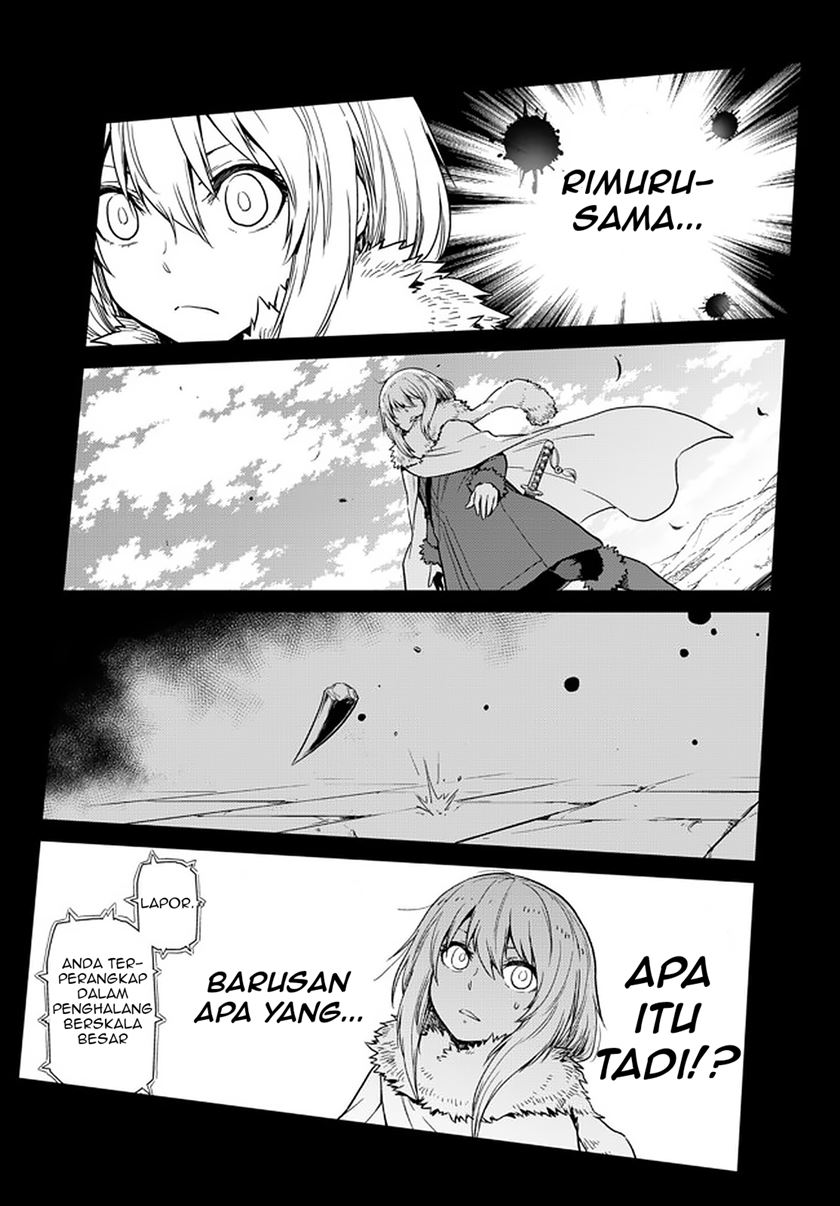 RIMURU-
SAMA...
APA
ITU
TADI!?
BARUSAN
APA YANG...
LAPOR.
ANDA TER-
PERANGKAP
DALAM
PENGHALANG
BERSKALA
BESAR